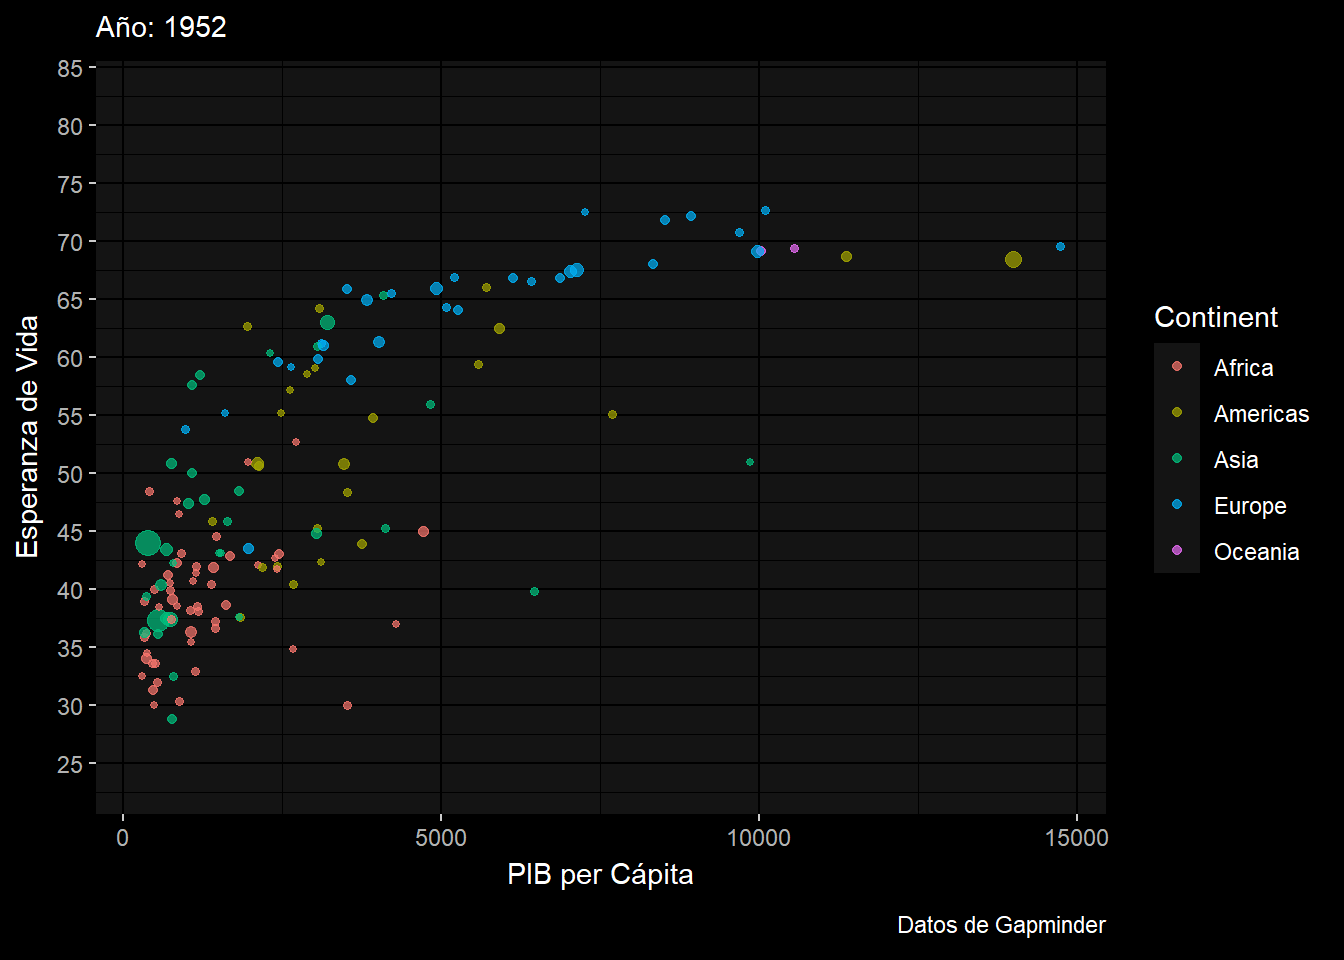 Año: 1952
85
80
75
70
65
60
55
50
45
40
35
30
25
Esperanza de Vida
0
5000
10000
15000
PIB per Cápita
Continent
Africa
Americas
Asia
Europe
Oceania
Datos de Gapminder